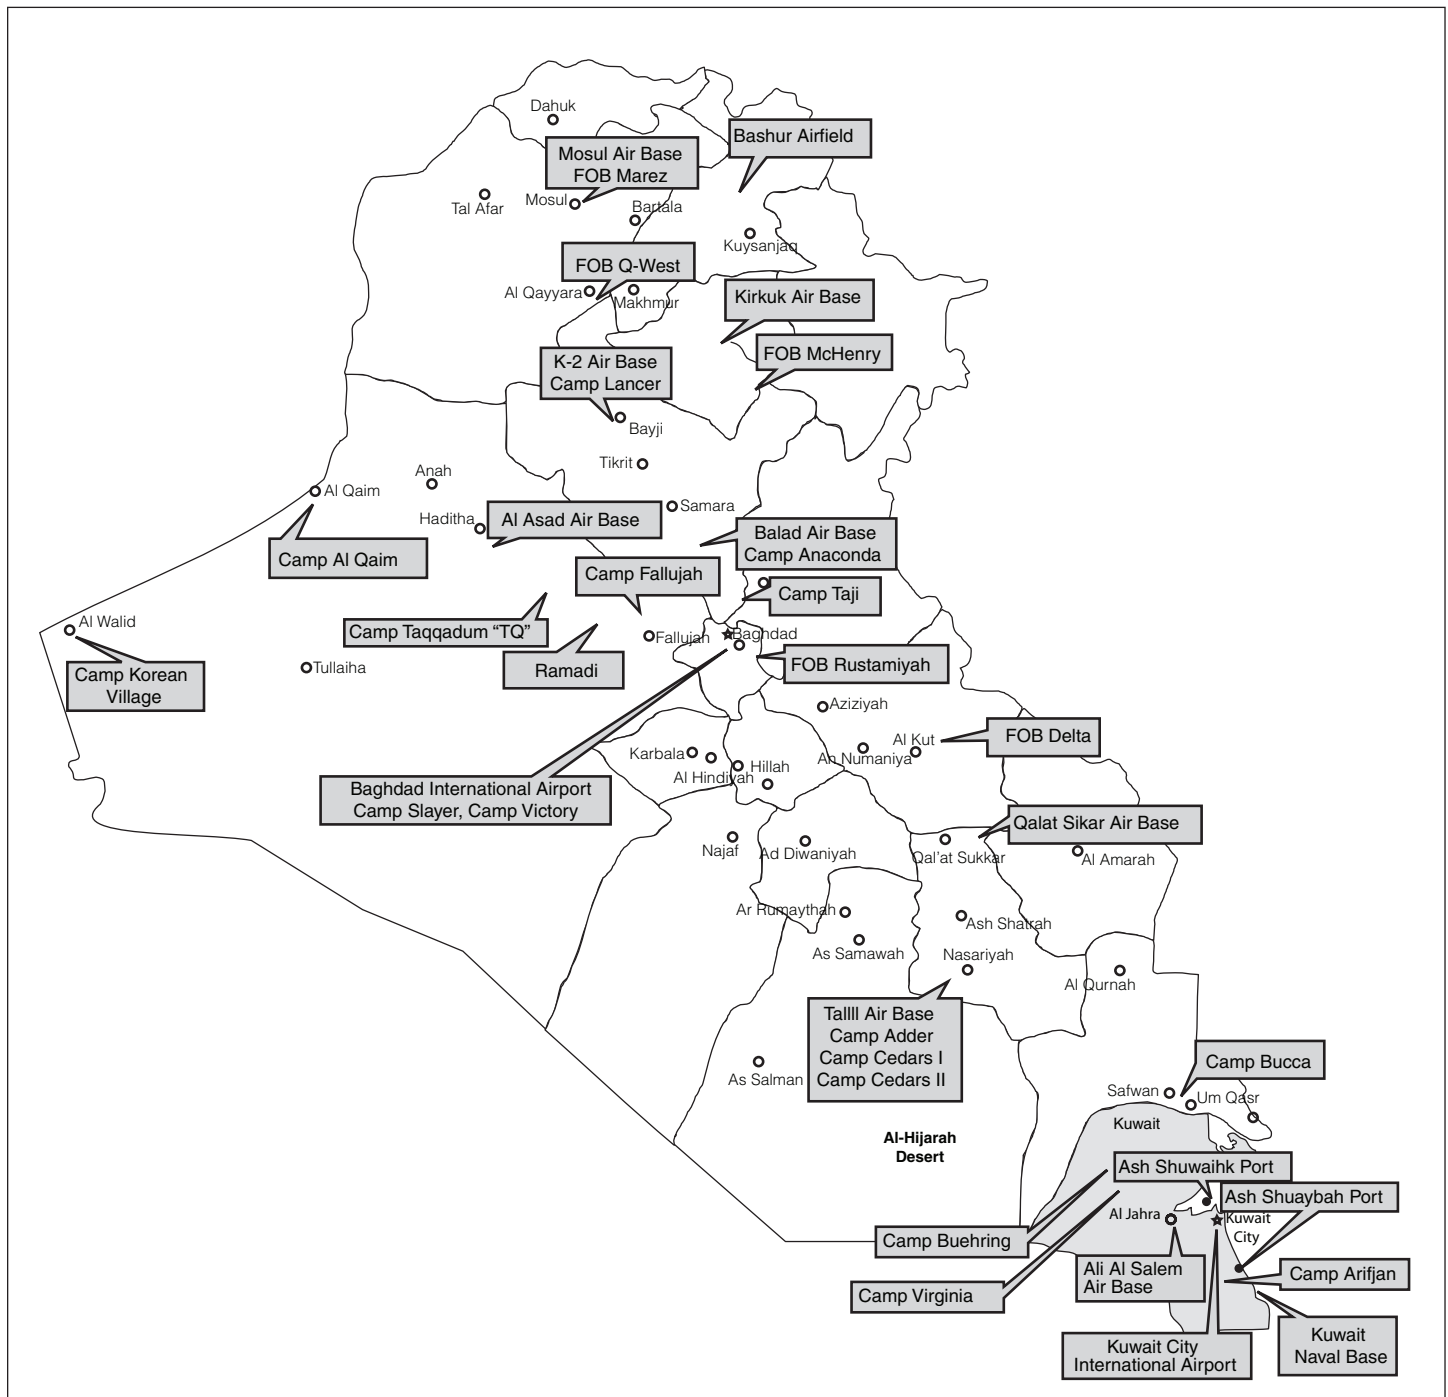 Dahuk
Bashur Airfield
Mosul Air Base
FOB Marez
Tal Afar
Mosul
Bartala
Kuysanjaq
FOB Q-West
Al Qayyara
Makhmur
Kirkuk Air Base
FOB McHenry
K-2 Air Base
Camp Lancer
Bayji
Tikrit
Anah
Al Qaim
Samara
Haditha
Al Asad Air Base
Balad Air Base
Camp Anaconda
Camp Al Qaim
Camp Fallujah
Camp Taji
Al Walid
Camp Taqqadum “TQ”
Fallujah
Baghdad
Camp Korean
Village
Tullaiha
Ramadi
FOB Rustamiyah
Aziziyah
Al Kut
FOB Delta
Karbala
An Numaniya
Al Hindiyah
Hillah
Baghdad International Airport
Camp Slayer, Camp Victory
Qalat Sikar Air Base
Najaf
Ad Diwaniyah
Qal’at Sukkar
Al Amarah
Ar Rumaythah
Ash Shatrah
As Samawah
Nasariyah
Al Qurnah
Tallll Air Base
Camp Adder
Camp Cedars I
Camp Cedars II
Camp Bucca
As Salman
Safwan
Um Qasr
Kuwait
Al-Hijarah
Desert
Ash Shuwaihk Port
Ash Shuaybah Port
Al Jahra
Kuwait
City
Camp Buehring
Ali Al Salem
Air Base
Camp Arifjan
Camp Virginia
Kuwait City
International Airport
Kuwait
Naval Base